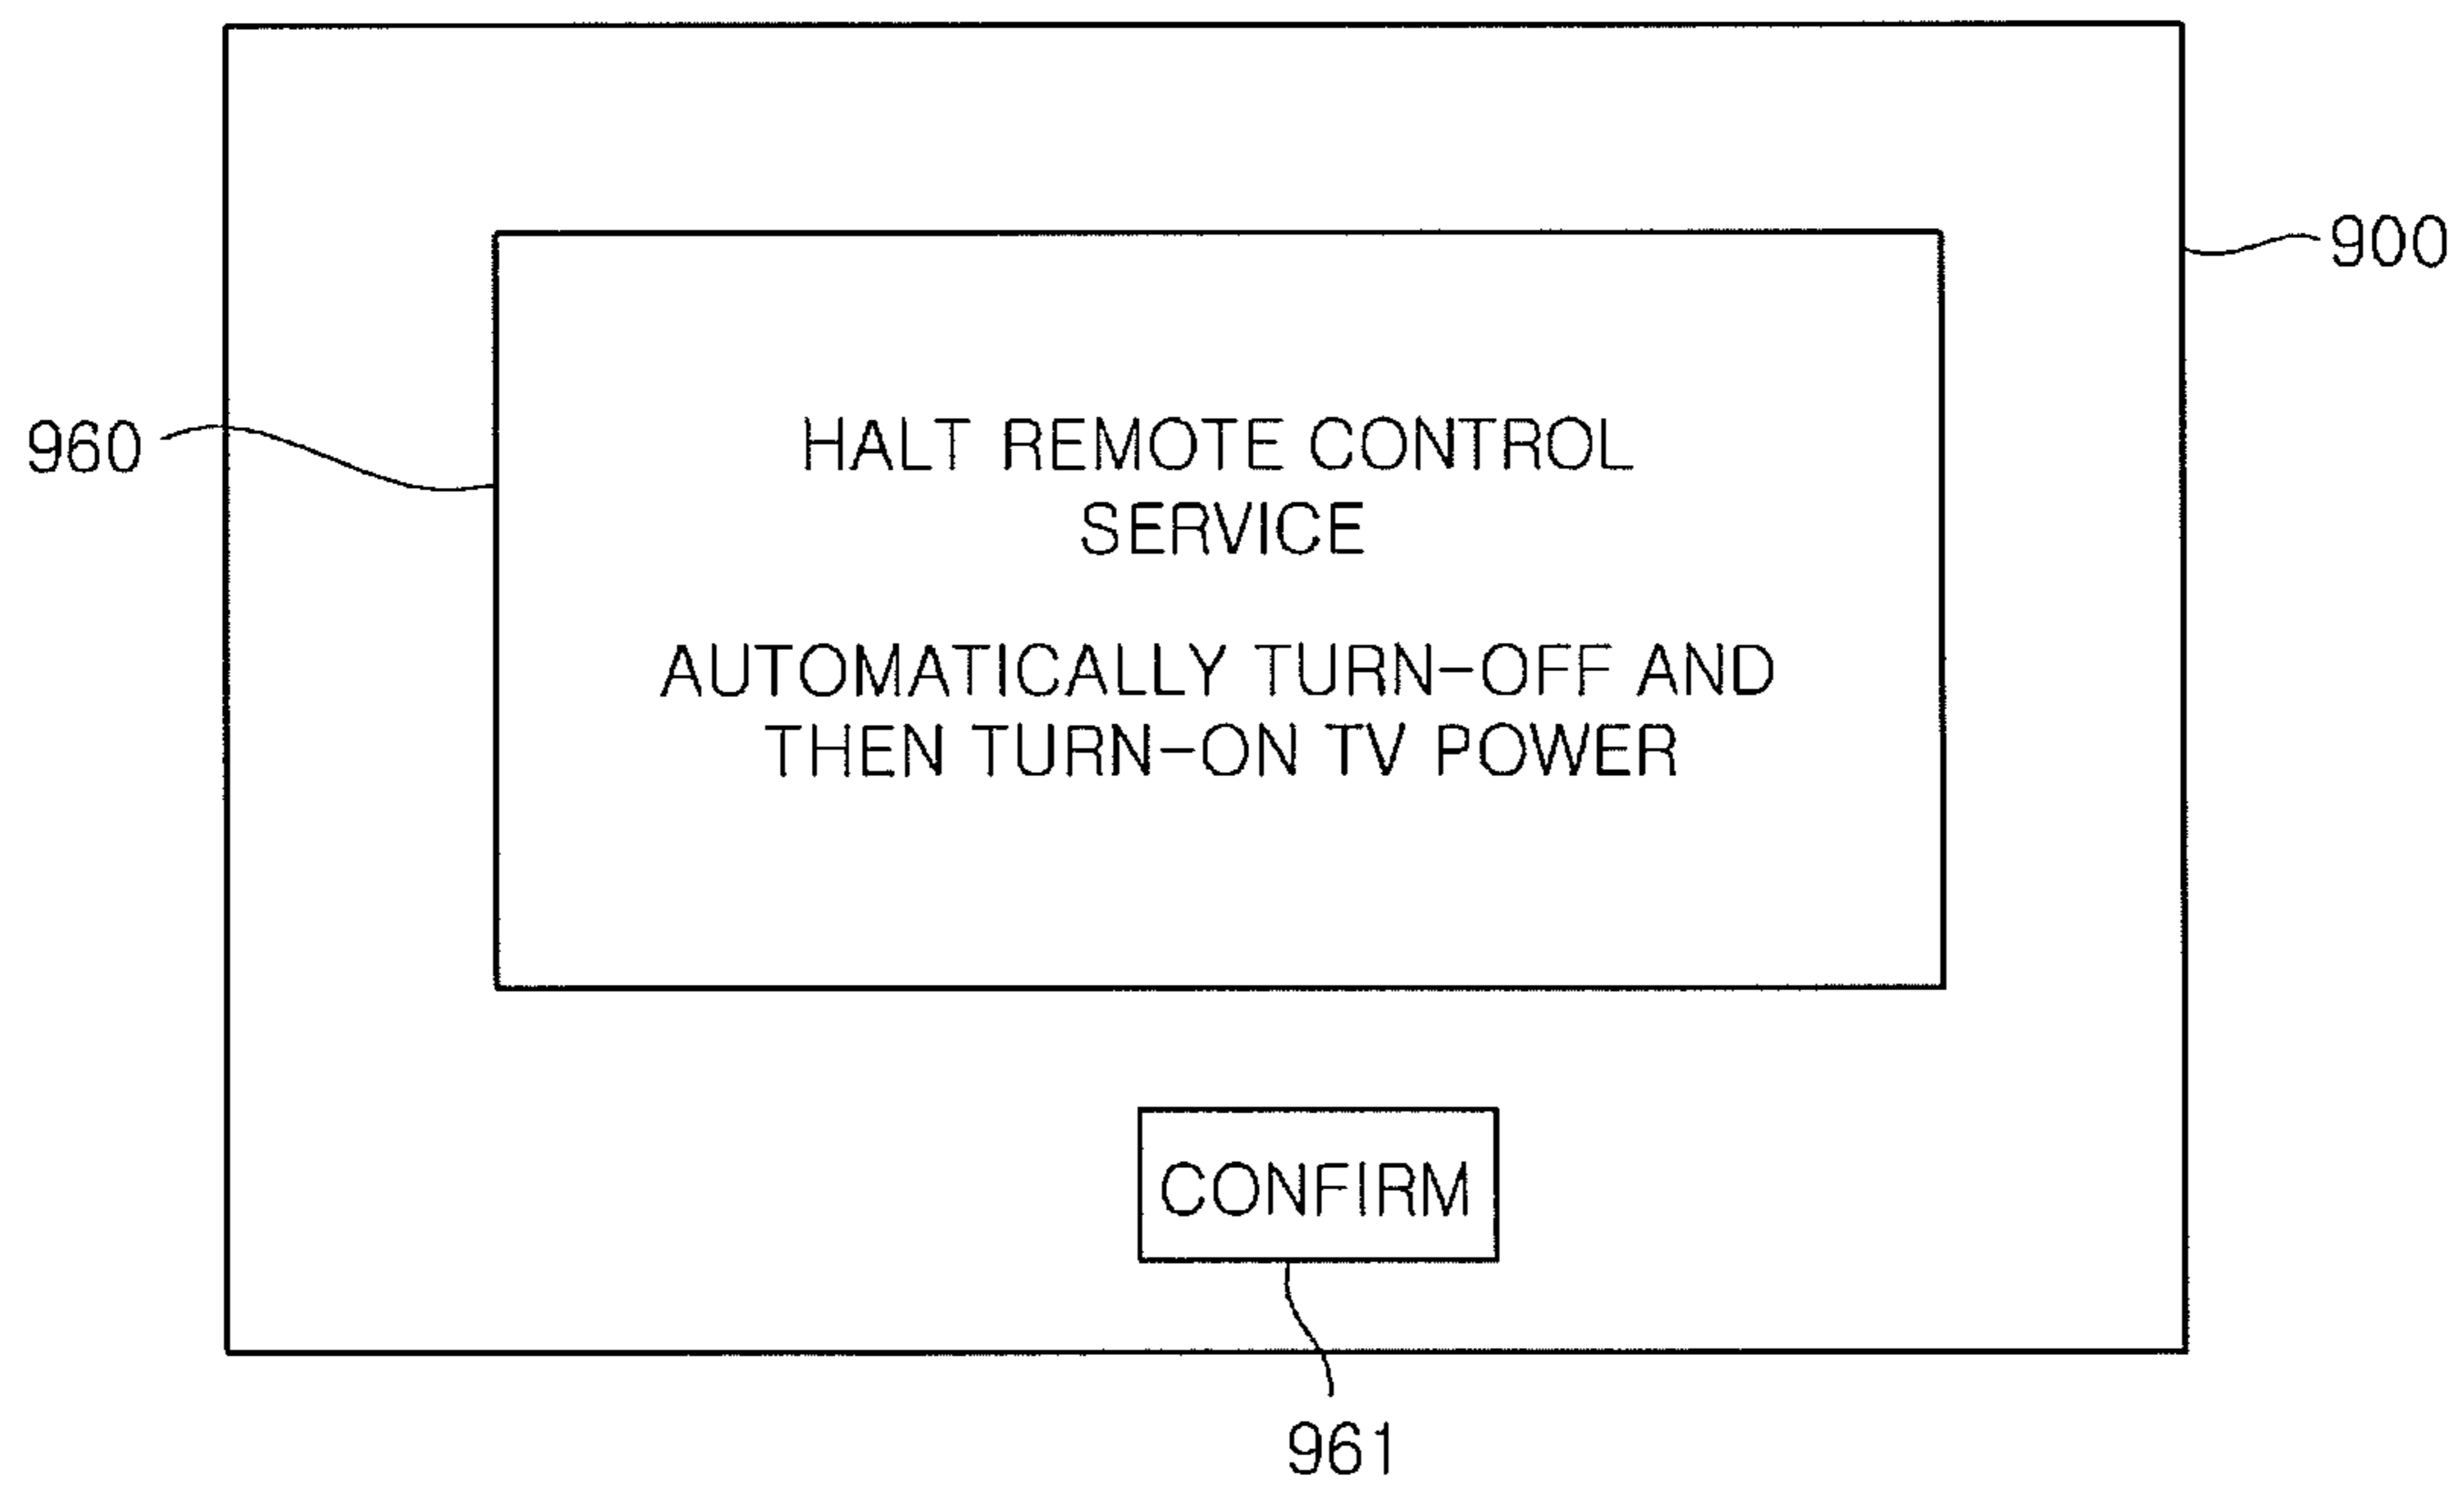 900
960
HALT REMOTE CONTROL
SERVICE
AUTOMATICALLY TURN-OFF AND
THEN TURN-ON TV POWER
CONFIRM
961